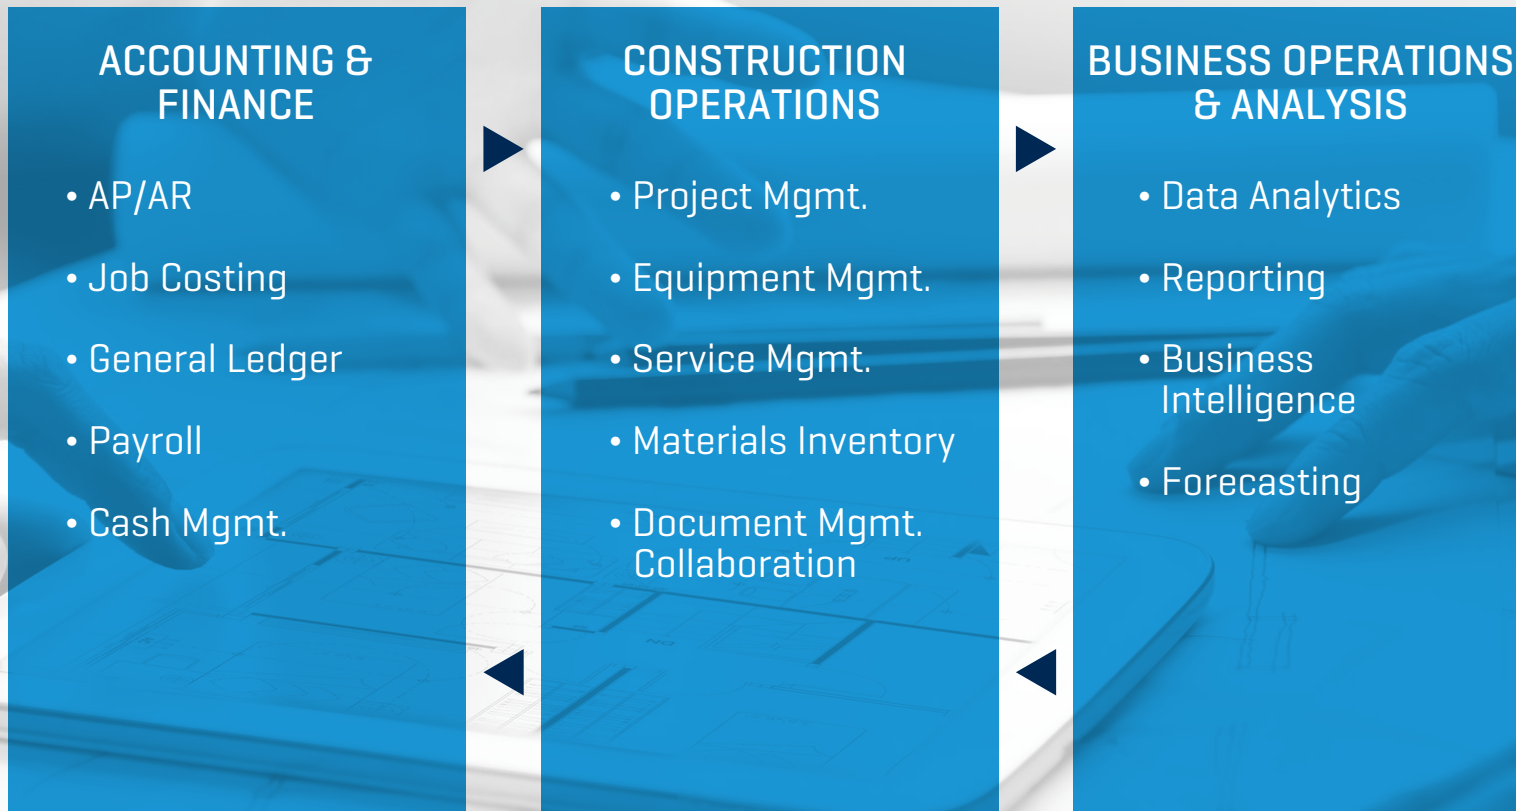 ACCOUNTING &
FINANCE
• AP/AR
• Job Costing
• General Ledger
• Payroll
• Cash Mgmt.
CONSTRUCTION
OPERATIONS
• Project Mgmt.
• Equipment Mgmt.
• Service Mgmt.
• Materials Inventory
• Document Mgmt.
Collaboration
BUSINESS OPERATIONS
& ANALYSIS
• Data Analytics
• Reporting
• Business
Intelligence
• Forecasting